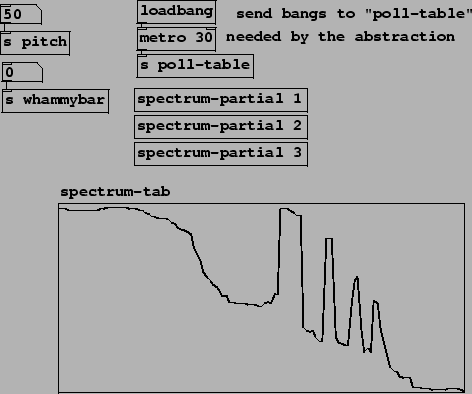 50
s pitch
0
s whammybar
loadbang
send bangs to "poll-table"
metro 30
needed by the abstraction
s poll-table
spectrum-partial 1
spectrum-partial 2
spectrum-partial 3
spectrum-tab